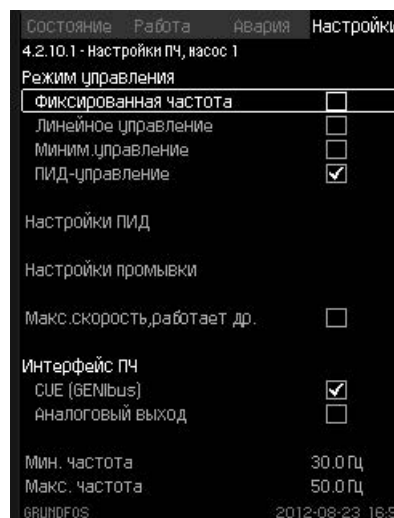 Состояние Работа Авария Настройки
4.2.10.1 - Настройки ПЧ, насос 1
Режим управления
Фиксированная частота
Линейное управление
Миним.управление
ПИД-управление
Настройки ПИД
Настройки промывки
Макс.скорость,работает др.
Интерфейс ПЧ
CUE (GENIbus)
Аналоговый выход
Мин. частота 30.0 Гц
Макс. частота 50.0 Гц
GRUNDFOS 2012-08-23 16:5